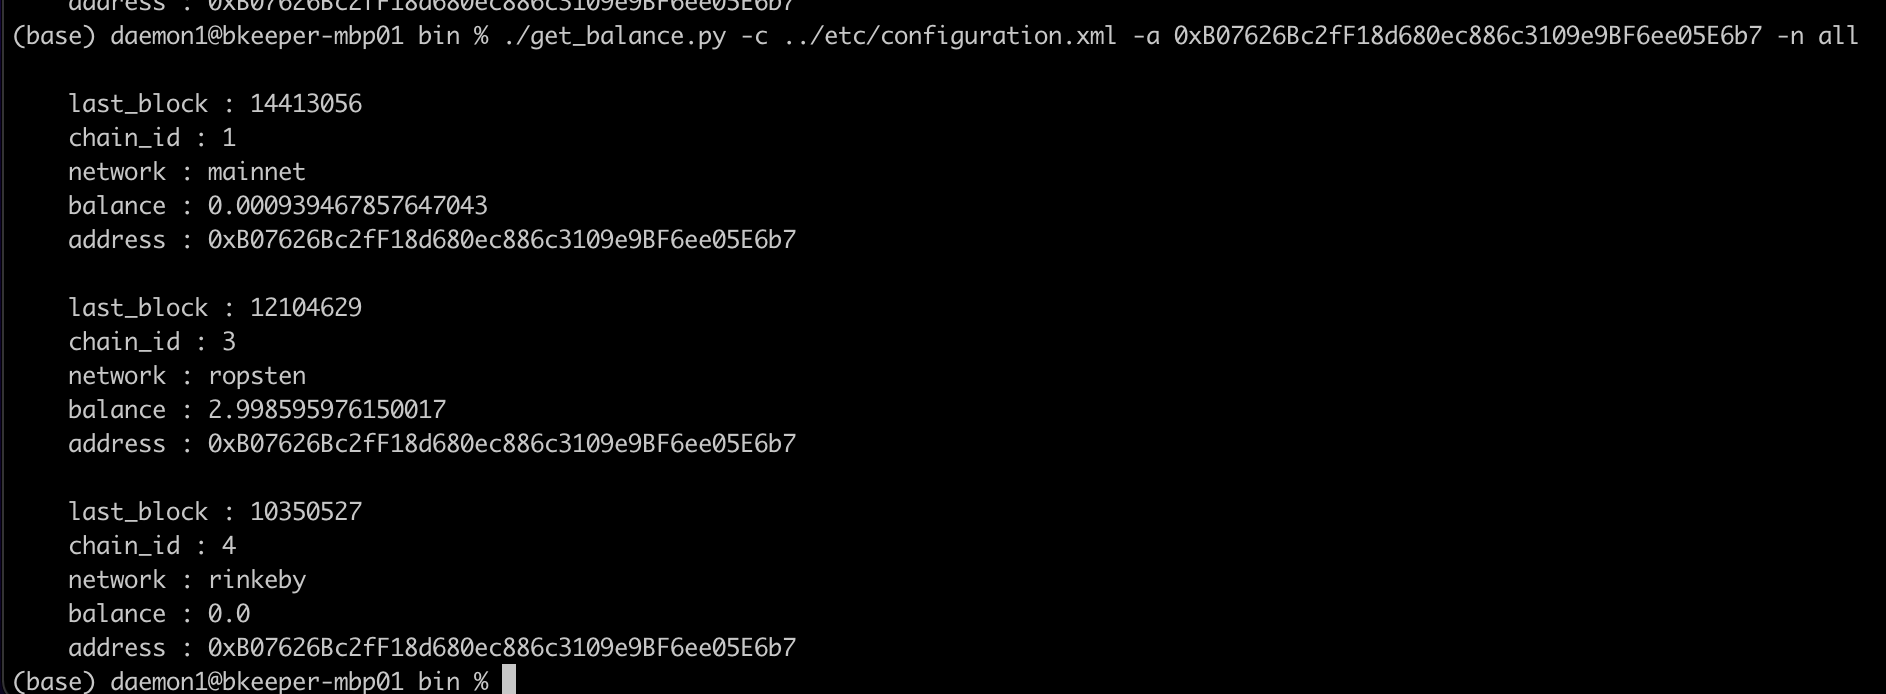 address : 0xB07626Bc2fF18d680ec886c3109e9BF6ee05E6b7
(base) daemon1@bkeeper-mbp01 bin % ./get_balance.py -c ../etc/configuration.xml -a 0xB07626Bc2fF18d680ec886c3109e9BF6ee05E6b7 -n all
last_block : 14413056
chain_id : 1
network : mainnet
balance : 0.000939467857647043
address : 0xB07626Bc2fF18d680ec886c3109e9BF6ee05E6b7
last_block : 12104629
chain_id : 3
network : ropsten
balance : 2.998595976150017
address : 0xB07626Bc2fF18d680ec886c3109e9BF6ee05E6b7
last_block : 10350527
chain_id : 4
network : rinkeby
balance : 0.0
address : 0xB07626Bc2fF18d680ec886c3109e9BF6ee05E6b7
(base) daemon1@bkeeper-mbp01 bin %